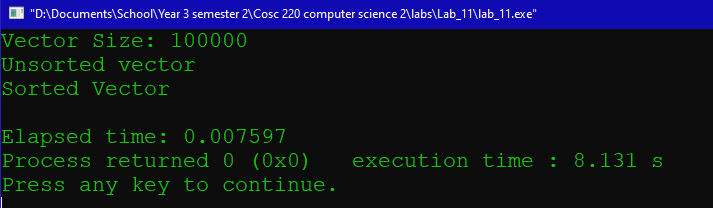 "D:\Documents\School\Year 3 semester 2\Cosc 220 computer science 2\labs\Lab_11\lab_11.exe"
Vector Size: 100000
Unsorted vector
Sorted Vector
Elapsed time: 0.007597
Process returned 0 (0x0)   execution time : 8.131 s
Press any key to continue.